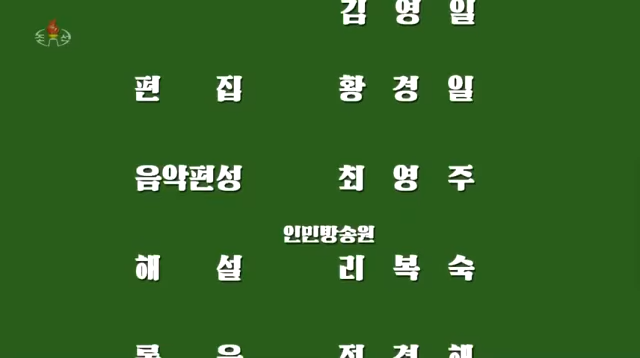 김 영 일
편 집 황 경 일
음악편성 최 영 주
인민방송원
해 설 리 복 숙